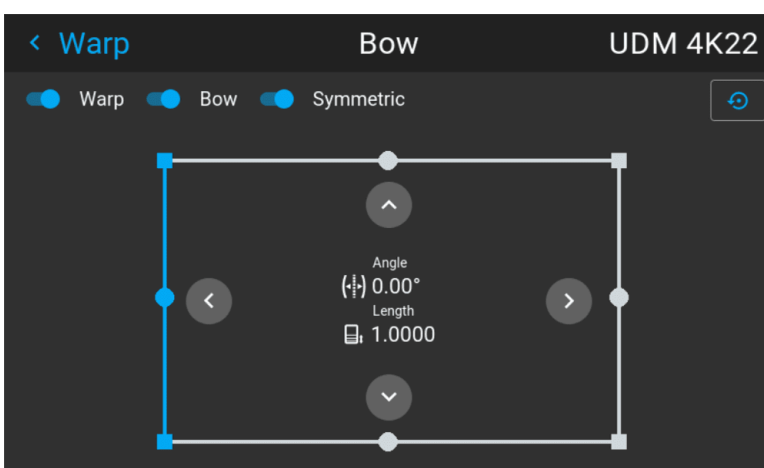 Warp Bow UDM 4K22
Warp Bow Symmetric
Angle
0.00°
Length
1.0000